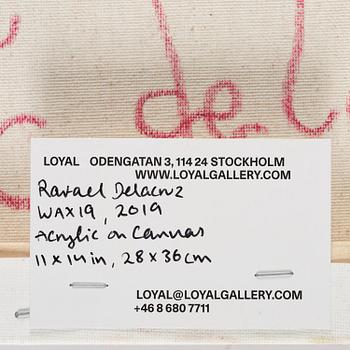 de
LOYAL ODENGATAN 3, 114 24 STOCKHOLM
WWW.LOYALGALLERY.COM
Rafael Delacruz
WAX19, 2019
Acrylic on Canvas
11 x 14 in, 28 x 36 cm
LOYAL@LOYALGALLERY.COM
+46 8 680 7711